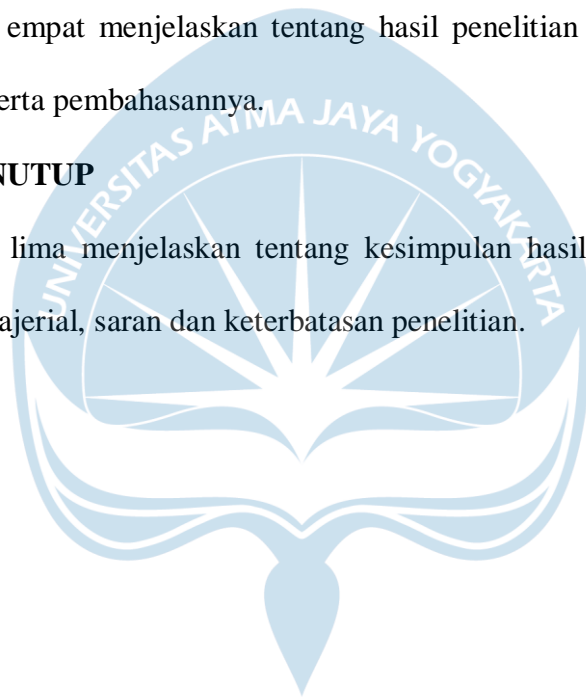 empat menjelaskan tentang hasil penelitian
erta pembahasannya.
UNIVERSITAS ATMA JAYA YOGYAKARTA
NUTUP
lima menjelaskan tentang kesimpulan hasil
ajerial, saran dan keterbatasan penelitian.